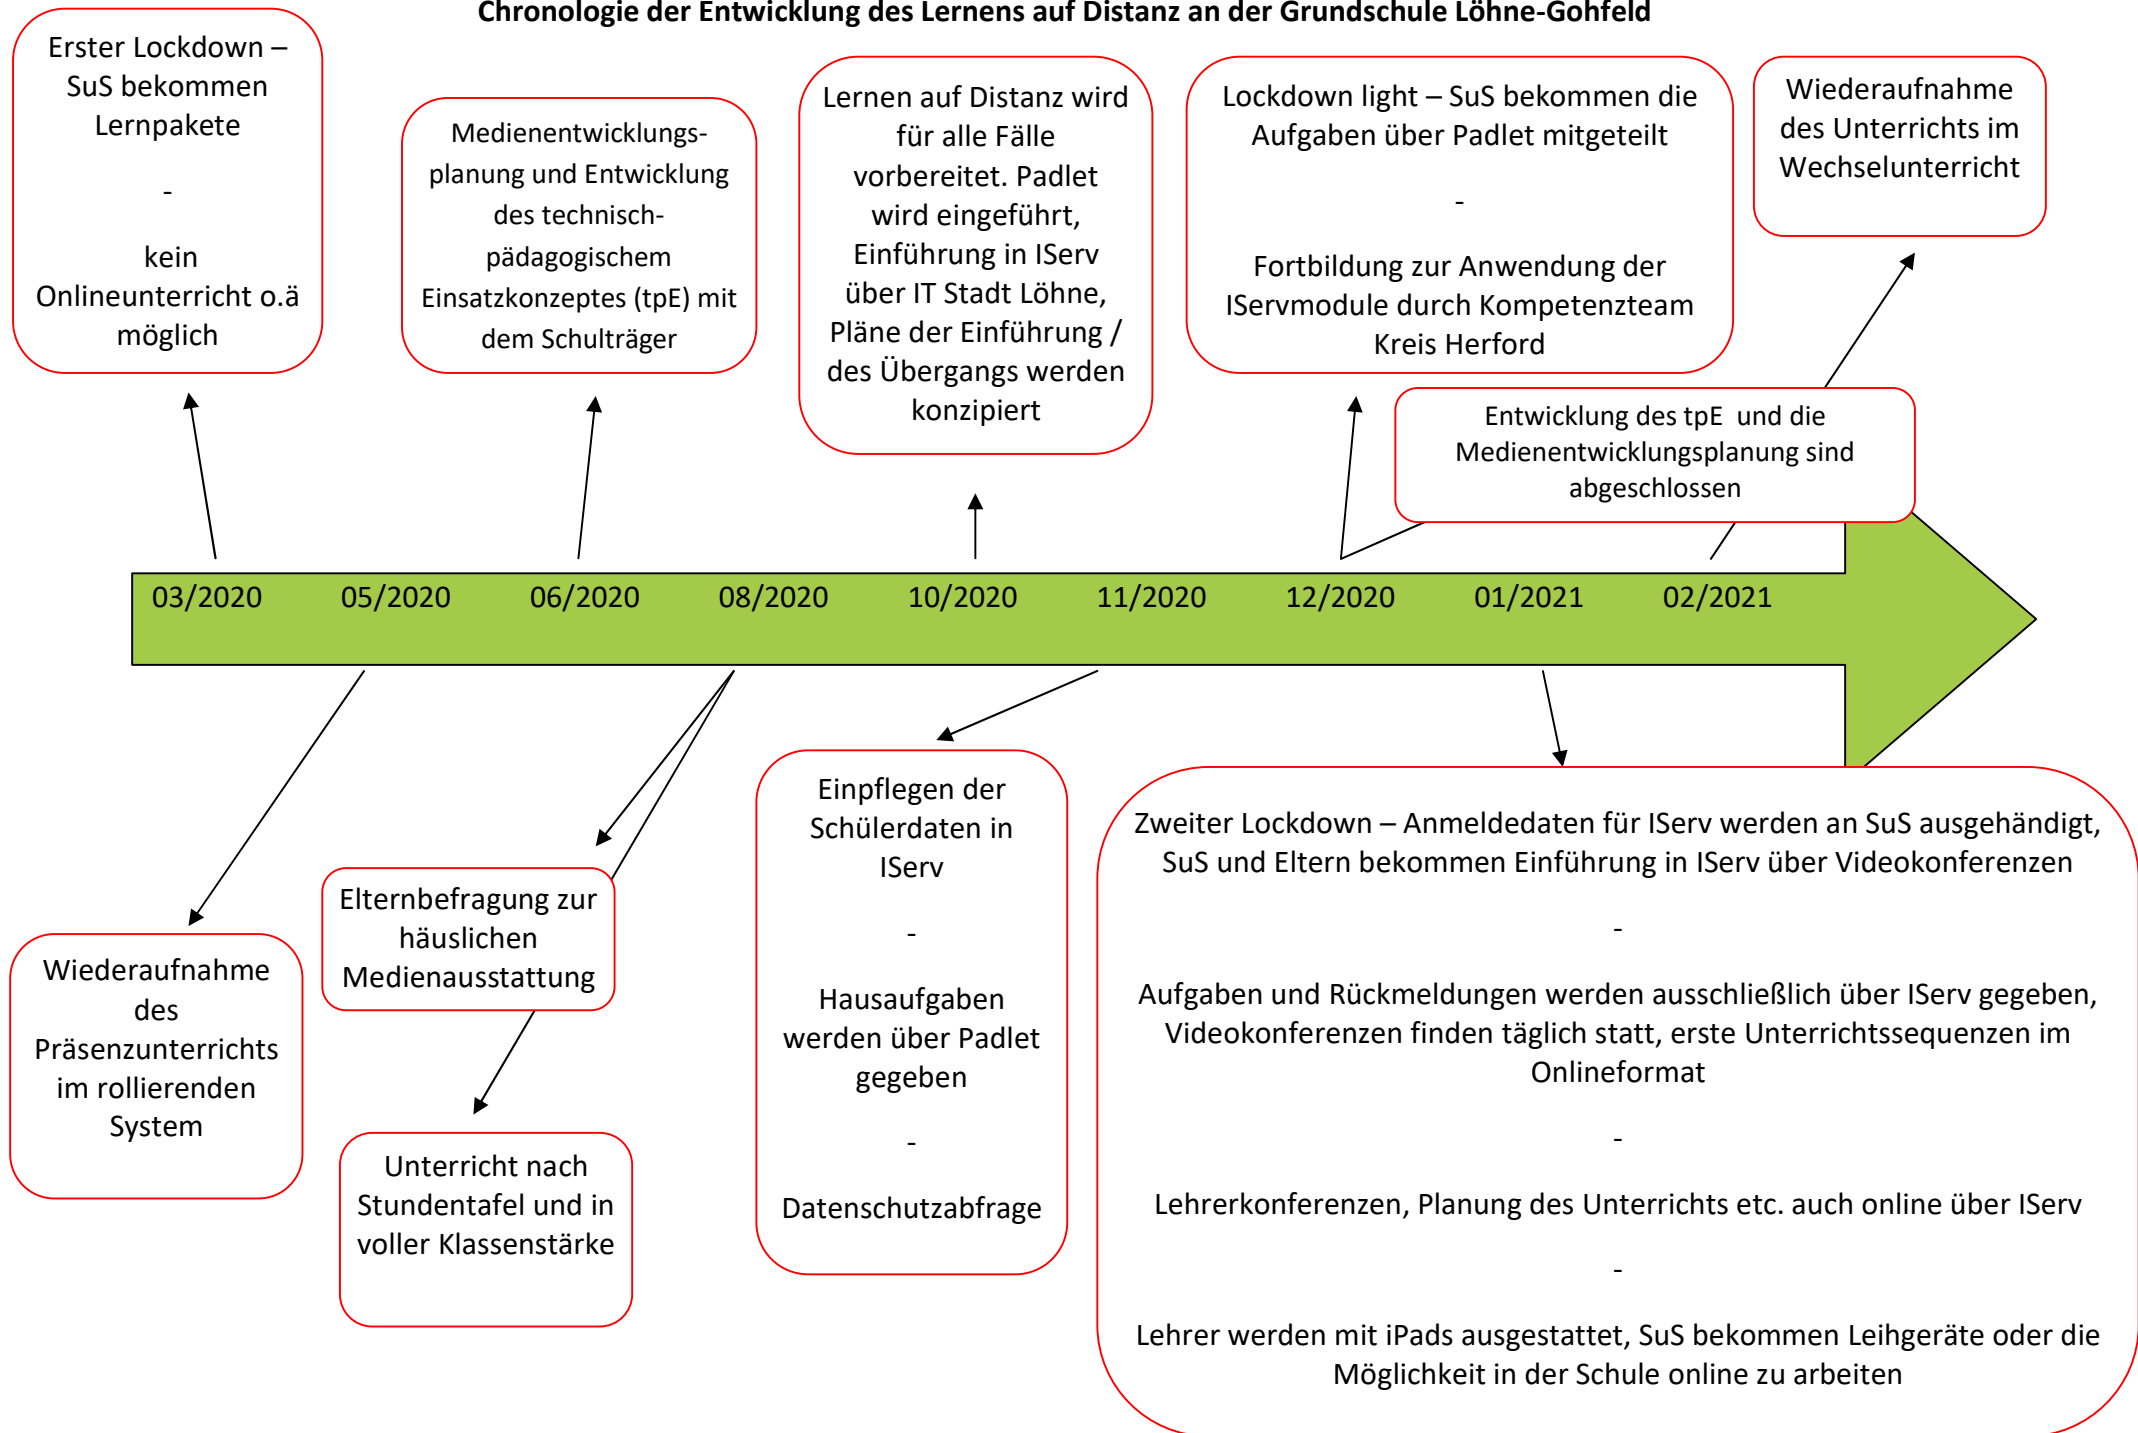 Chronologie der Entwicklung des Lernens auf Distanz an der Grundschule Löhne-Gohfeld
Erster Lockdown –
SuS bekommen
Lernpakete
-
kein
Onlineunterricht o.ä
möglich
Medienentwicklungs-
planung und Entwicklung
des technisch-
pädagogischem
Einsatzkonzeptes (tpE) mit
dem Schulträger
Lernen auf Distanz wird
für alle Fälle
vorbereitet. Padlet
wird eingeführt,
Einführung in IServ
über IT Stadt Löhne,
Pläne der Einführung /
des Übergangs werden
konzipiert
Lockdown light – SuS bekommen die
Aufgaben über Padlet mitgeteilt
-
Fortbildung zur Anwendung der
IServmodule durch Kompetenzteam
Kreis Herford
Wiederaufnahme
des Unterrichts im
Wechselunterricht
Entwicklung des tpE  und die
Medienentwicklungsplanung sind
abgeschlossen
03/2020 05/2020 06/2020 08/2020 10/2020 11/2020 12/2020 01/2021 02/2021
Wiederaufnahme
des
Präsenzunterrichts
im rollierenden
System
Elternbefragung zur
häuslichen
Medienausstattung
Unterricht nach
Stundentafel und in
voller Klassenstärke
Einpflegen der
Schülerdaten in
IServ
-
Hausaufgaben
werden über Padlet
gegeben
-
Datenschutzabfrage
Zweiter Lockdown – Anmeldedaten für IServ werden an SuS ausgehändigt,
SuS und Eltern bekommen Einführung in IServ über Videokonferenzen
-
Aufgaben und Rückmeldungen werden ausschließlich über IServ gegeben,
Videokonferenzen finden täglich statt, erste Unterrichtssequenzen im
Onlineformat
-
Lehrerkonferenzen, Planung des Unterrichts etc. auch online über IServ
-
Lehrer werden mit iPads ausgestattet, SuS bekommen Leihgeräte oder die
Möglichkeit in der Schule online zu arbeiten